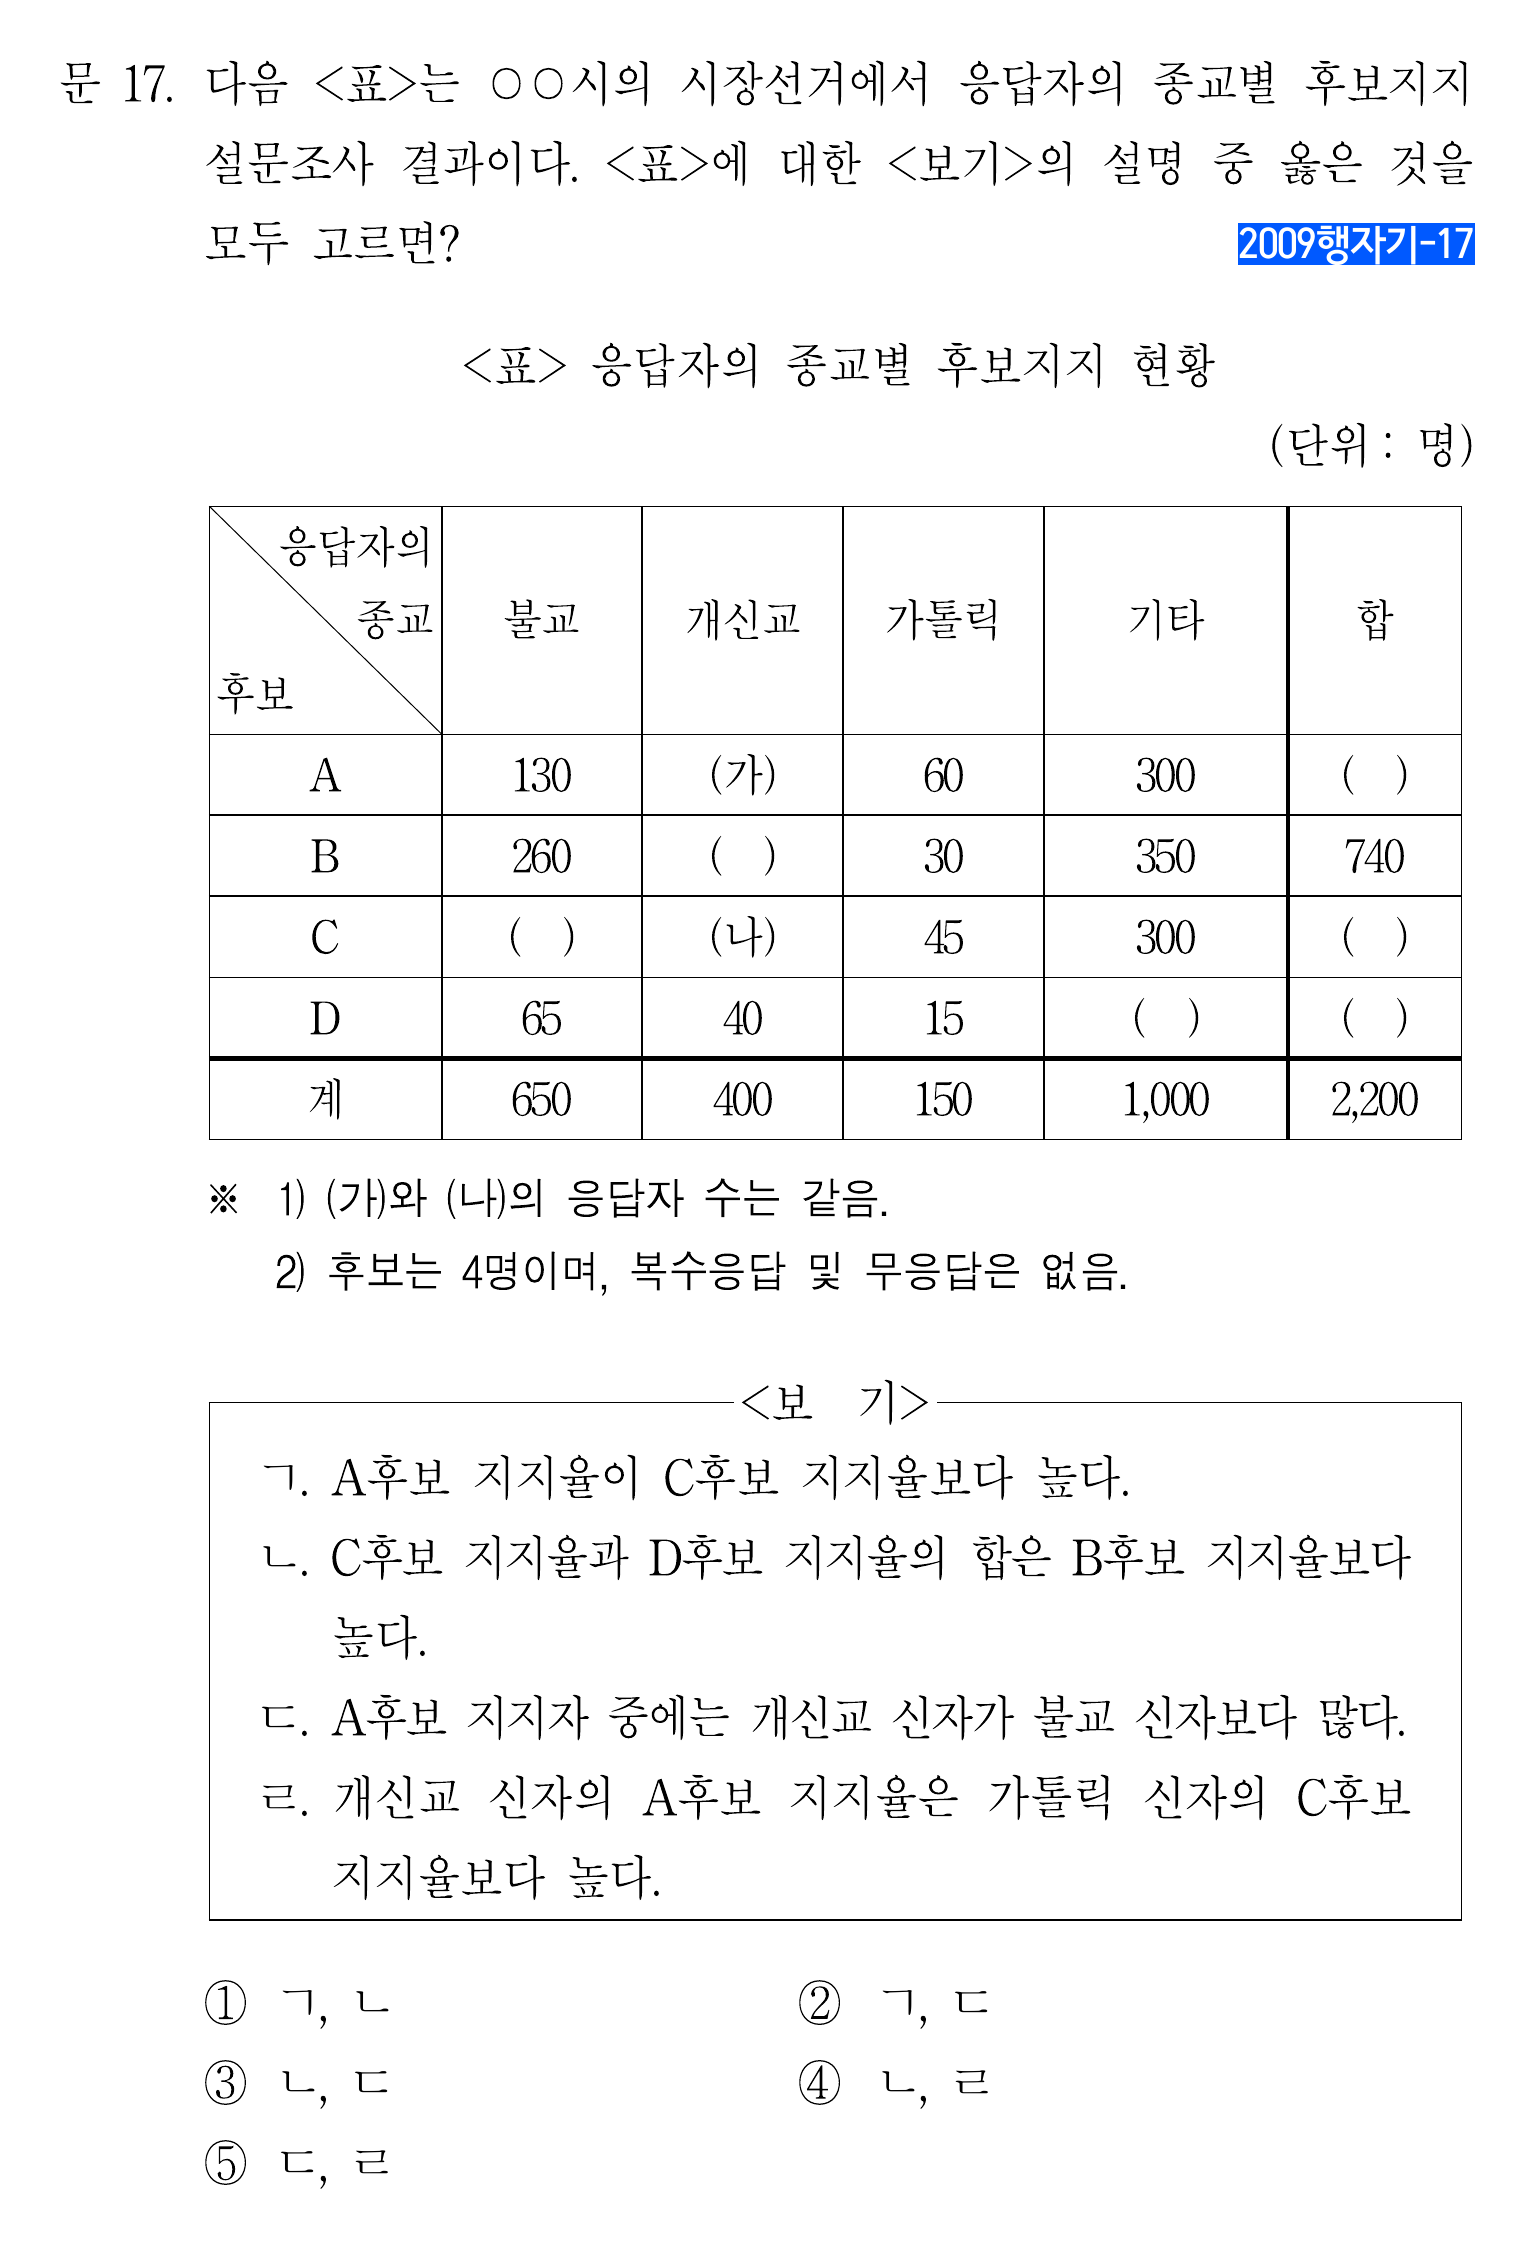 문 17. 다음 <표>는 ○○시의 시장선거에서 응답자의 종교별 후보지지
설문조사 결과이다. <표>에 대한 <보기>의 설명 중 옳은 것을
모두 고르면?
2009행자기-17
<표> 응답자의 종교별 후보지지 현황
(단위 : 명)
응답자의 종교 후보 불교 개신교 가톨릭 기타 합
A 130 (가) 60 300 ( )
B 260 ( ) 30 350 740
C ( ) (나) 45 300 ( )
D 65 40 15 ( ) ( )
계 650 400 150 1,000 2,200
※ 1) (가)와 (나)의 응답자 수는 같음.
2) 후보는 4명이며, 복수응답 및 무응답은 없음.
<보 기>
ㄱ. A후보 지지율이 C후보 지지율보다 높다.
ㄴ. C후보 지지율과 D후보 지지율의 합은 B후보 지지율보다
높다.
ㄷ. A후보 지지자 중에는 개신교 신자가 불교 신자보다 많다.
ㄹ. 개신교 신자의 A후보 지지율은 가톨릭 신자의 C후보
지지율보다 높다.
① ㄱ, ㄴ ② ㄱ, ㄷ
③ ㄴ, ㄷ ④ ㄴ, ㄹ
⑤ ㄷ, ㄹ